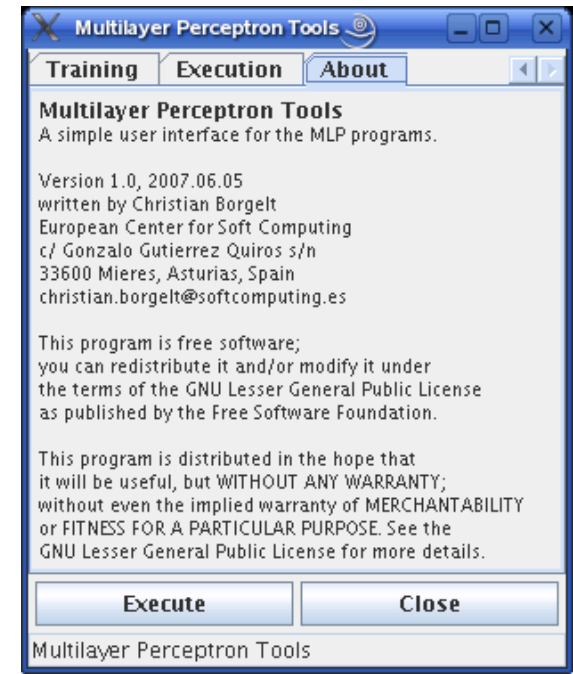 Multilayer Perceptron Tools
Training Execution About
Multilayer Perceptron Tools
A simple user interface for the MLP programs.
Version 1.0, 2007.06.05
written by Christian Borgelt
European Center for Soft Computing
c/ Gonzalo Gutierrez Quiros s/n
33600 Mieres, Asturias, Spain
christian.borgelt@softcomputing.es
This program is free software;
you can redistribute it and/or modify it under
the terms of the GNU Lesser General Public License
as published by the Free Software Foundation.
This program is distributed in the hope that
it will be useful, but WITHOUT ANY WARRANTY;
without even the implied warranty of MERCHANTABILITY
or FITNESS FOR A PARTICULAR PURPOSE. See the
GNU Lesser General Public License for more details.
Execute Close
Multilayer Perceptron Tools